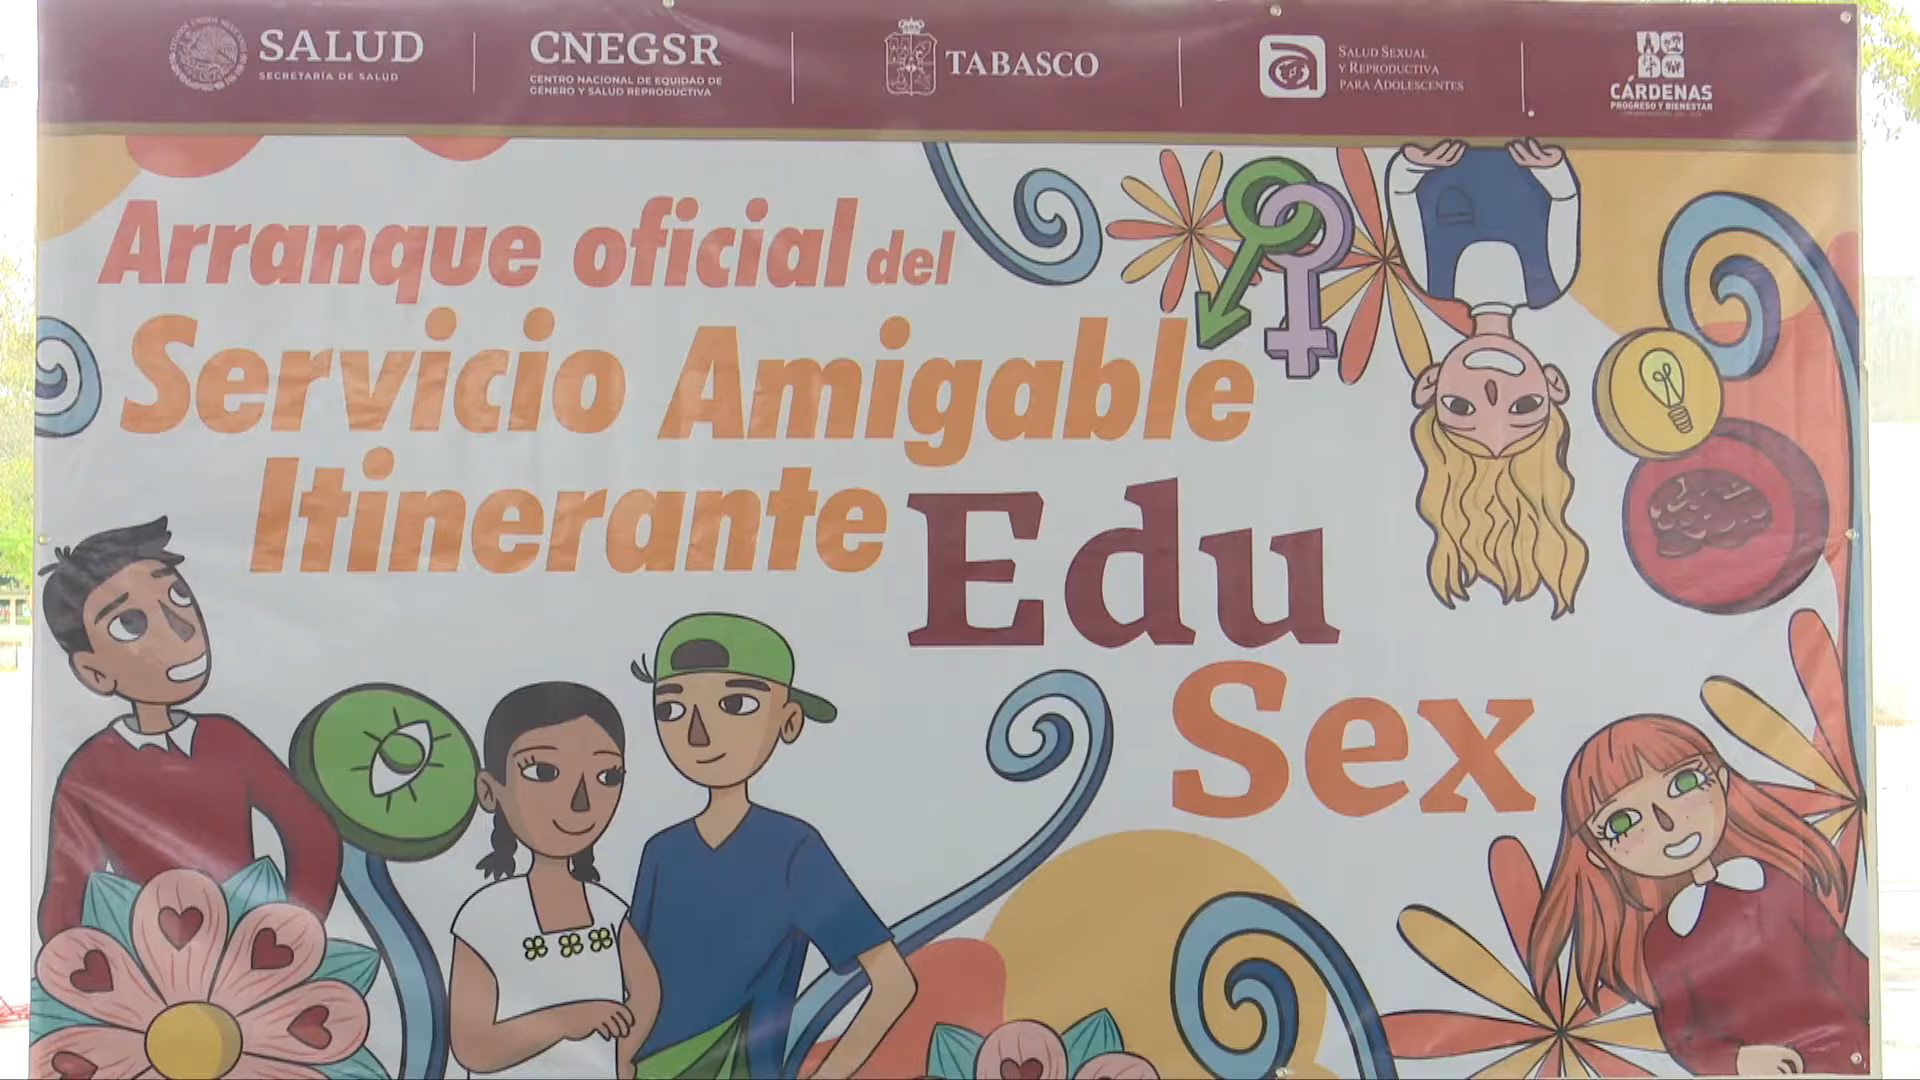 SALUD
SECRETARÍA DE SALUD
CNEGSR
CENTRO NACIONAL DE EQUIDAD DE
GÉNERO Y SALUD REPRODUCTIVA
TABASCO
SALUD SEXUAL
Y REPRODUCTIVA
PARA ADOLESCENTES
CÁRDENAS
PROGRESO Y BIENESTAR
Arranque oficial del
Servicio Amigable
Itinerante
Edu
Sex